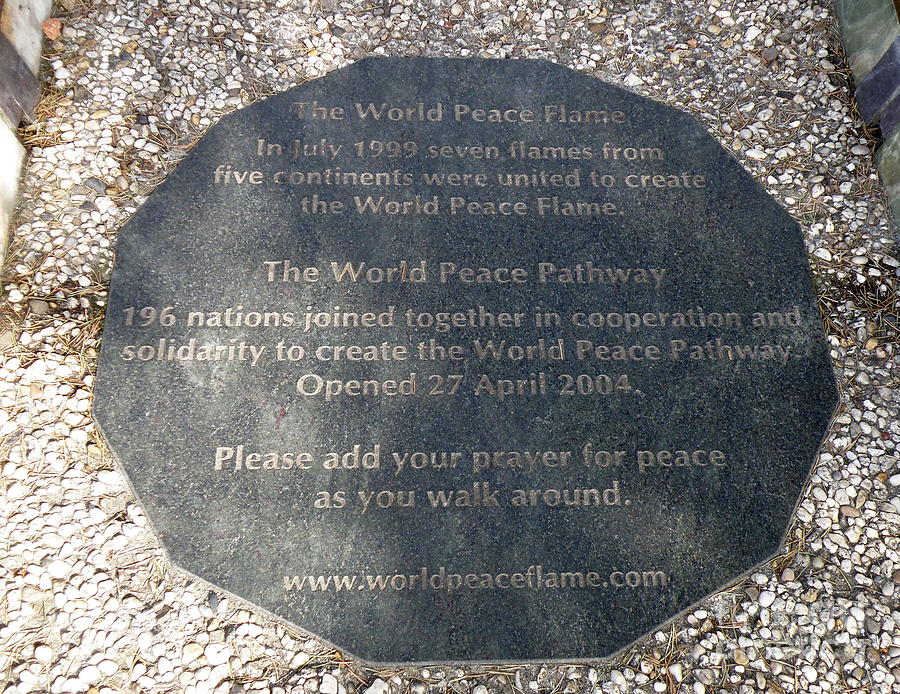 The World Peace Flame
In July 1999 seven flames from
five continents were united to create
the World Peace Flame.
The World Peace Pathway
196 nations joined together in cooperation and
solidarity to create the World Peace Pathway
Opened 27 April 2004.
Please add your prayer for peace
as you walk around.
www.worldpeaceflame.com